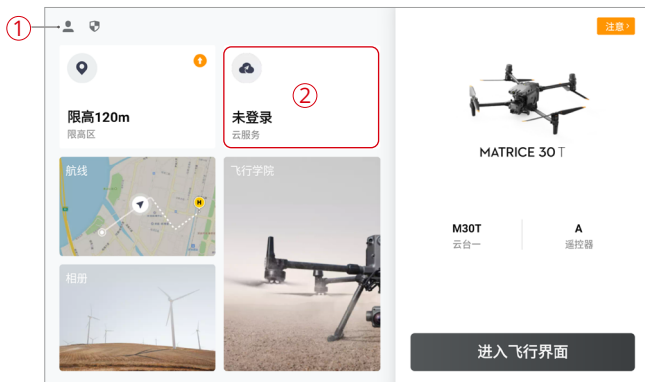 ①
注意
限高120m
限高区
②
未登录
云服务
航线
H
飞行学院
相册
MATRICE 30 T
M30T
云台一
A
遥控器
进入飞行界面